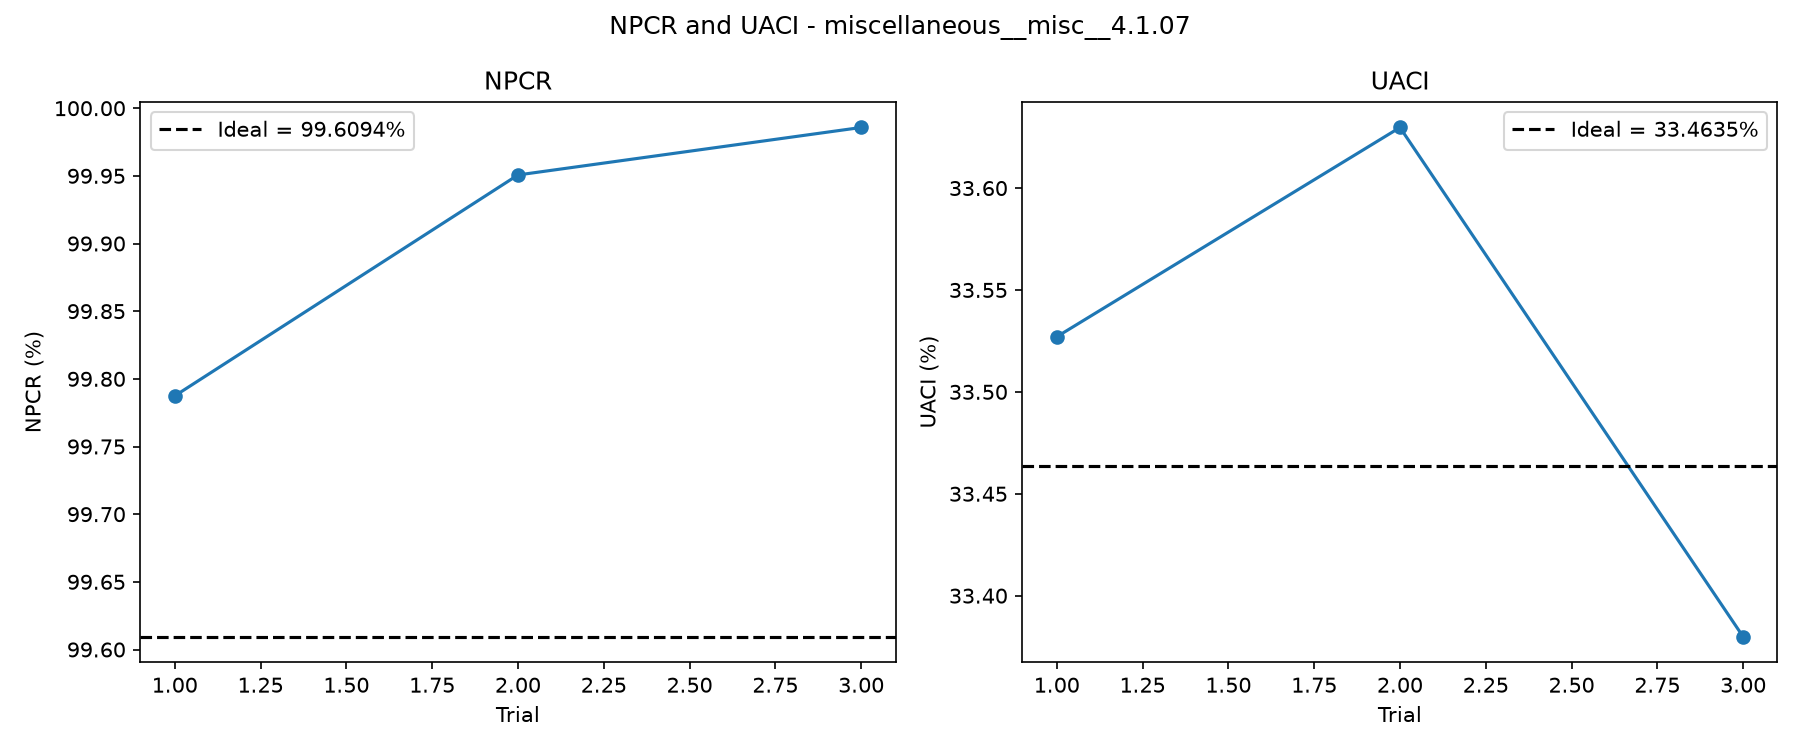 NPCR and UACI - miscellaneous__misc__4.1.07
NPCR
Ideal = 99.6094%
100.00
99.95
99.90
99.85
99.80
99.75
99.70
99.65
99.60
NPCR (%)
1.00 1.25 1.50 1.75 2.00 2.25 2.50 2.75 3.00
Trial
UACI
Ideal = 33.4635%
33.60
33.55
33.50
33.45
33.40
UACI (%)
1.00 1.25 1.50 1.75 2.00 2.25 2.50 2.75 3.00
Trial